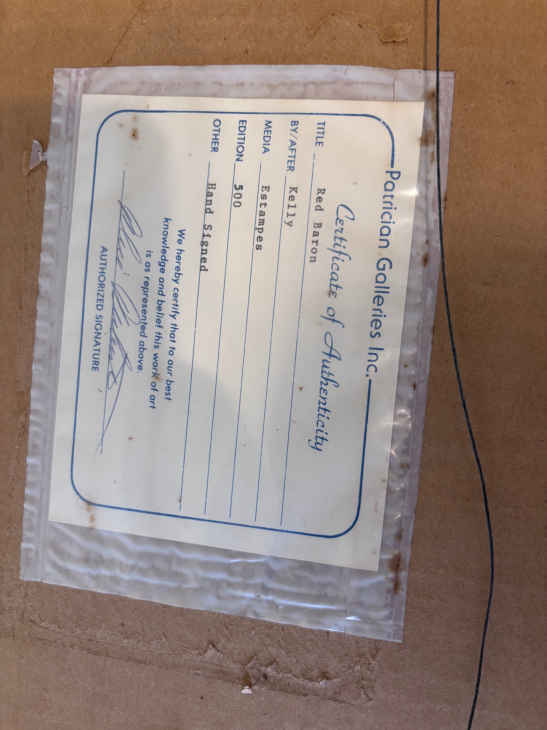 Patrician Galleries Inc.
Certificate of Authenticity
TITLE Red Baron
BY/AFTER Kelly
MEDIA Estampes
EDITION 500
OTHER Hand Signed
We hereby certify that to our best
knowledge and belief this work of art
is as represented above.
AUTHORIZED SIGNATURE